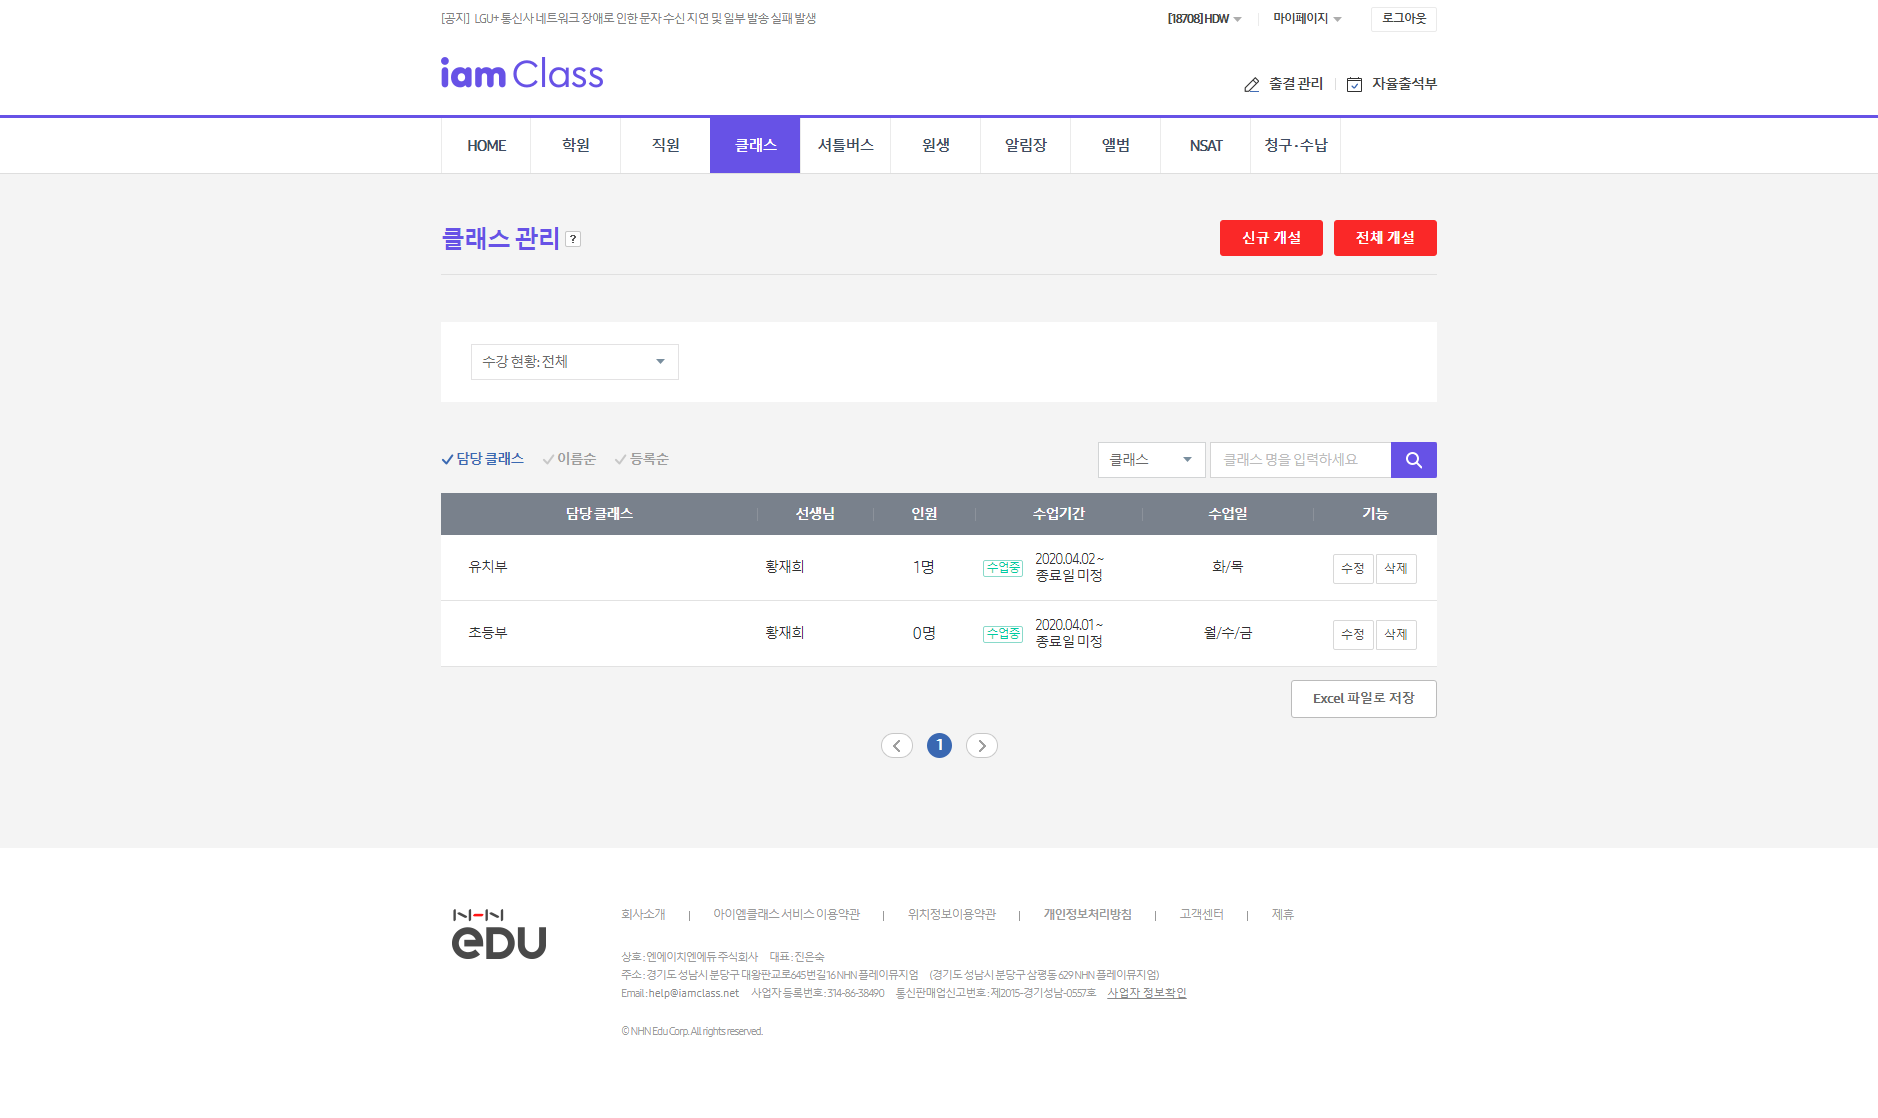 [공지] LGU+ 통신사 네트워크 장애로 인한 문자 수신 지연 및 일부 발송 실패 발생
[18708] HDW
마이페이지
로그아웃
iam Class
출결 관리
자율출석부
HOME
학원
직원
클래스
셔틀버스
원생
알림장
앨범
NSAT
청구·수납
클래스 관리 ?
신규 개설
전체 개설
수강 현황: 전체
담당 클래스
이름순
등록순
클래스
클래스 명을 입력하세요
담당 클래스 선생님 인원 수업기간 수업일 기능
유치부 황재희 1명 수업중 2020.04.02 ~ 종료일 미정 화/목 수정 삭제
초등부 황재희 0명 수업중 2020.04.01 ~ 종료일 미정 월/수/금 수정 삭제
Excel 파일로 저장
1
NHN
eDU
회사소개 | 아이엠클래스 서비스 이용약관 | 위치정보이용약관 | 개인정보처리방침 | 고객센터 | 제휴
상호 : 엔에이치엔에듀 주식회사 대표 : 진은숙
주소 : 경기도 성남시 분당구 대왕판교로645번길 16 NHN 플레이뮤지엄 (경기도 성남시 분당구 삼평동 629 NHN 플레이뮤지엄)
Email : help@iamclass.net 사업자 등록번호 : 314-86-38490 통신판매업신고번호 : 제2015-경기성남-0557호 사업자 정보확인
© NHN Edu Corp. All rights reserved.